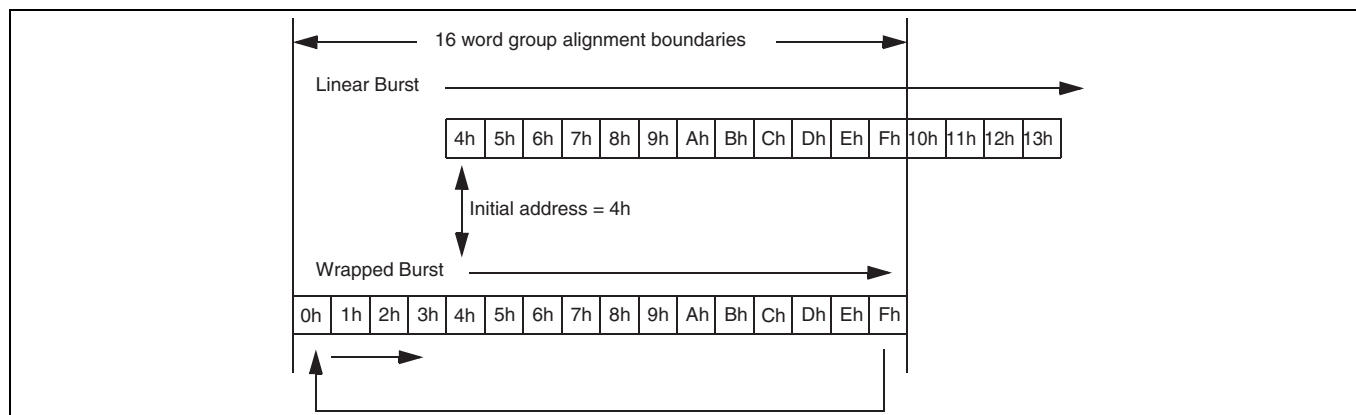 16 word group alignment boundaries
Linear Burst
4h 5h 6h 7h 8h 9h Ah Bh Ch Dh Eh Fh 10h 11h 12h 13h
Initial address = 4h
Wrapped Burst
0h 1h 2h 3h 4h 5h 6h 7h 8h 9h Ah Bh Ch Dh Eh Fh